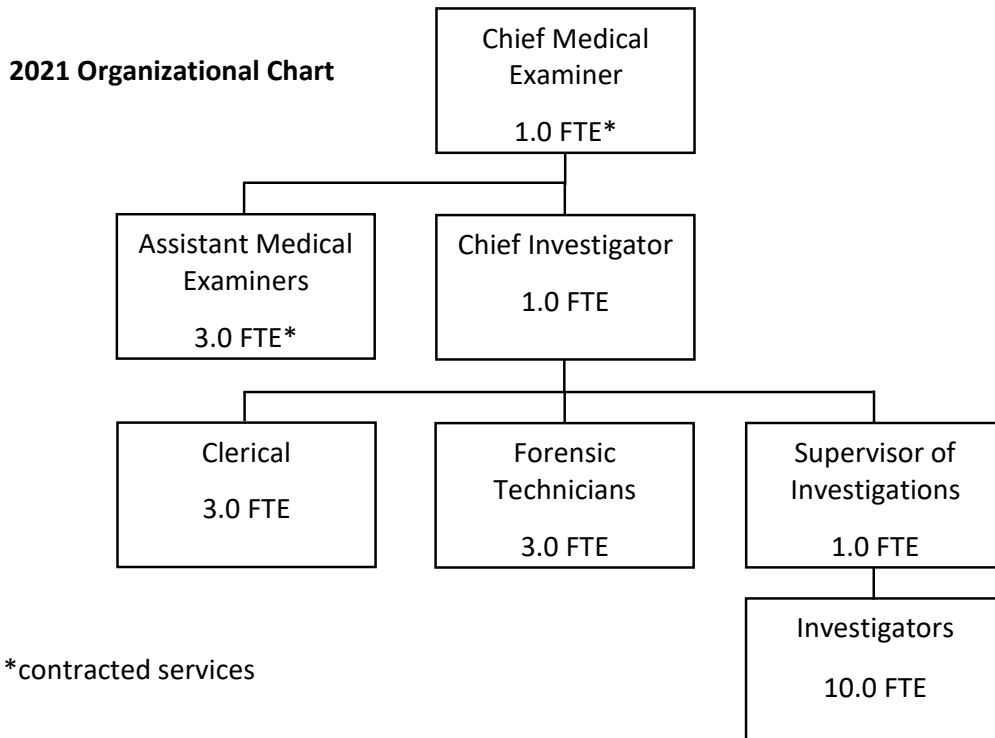 2021 Organizational Chart
Chief Medical
Examiner
1.0 FTE*
Assistant Medical
Examiners
3.0 FTE*
Chief Investigator
1.0 FTE
Clerical
3.0 FTE
Forensic
Technicians
3.0 FTE
Supervisor of
Investigations
1.0 FTE
Investigators
10.0 FTE
*contracted services